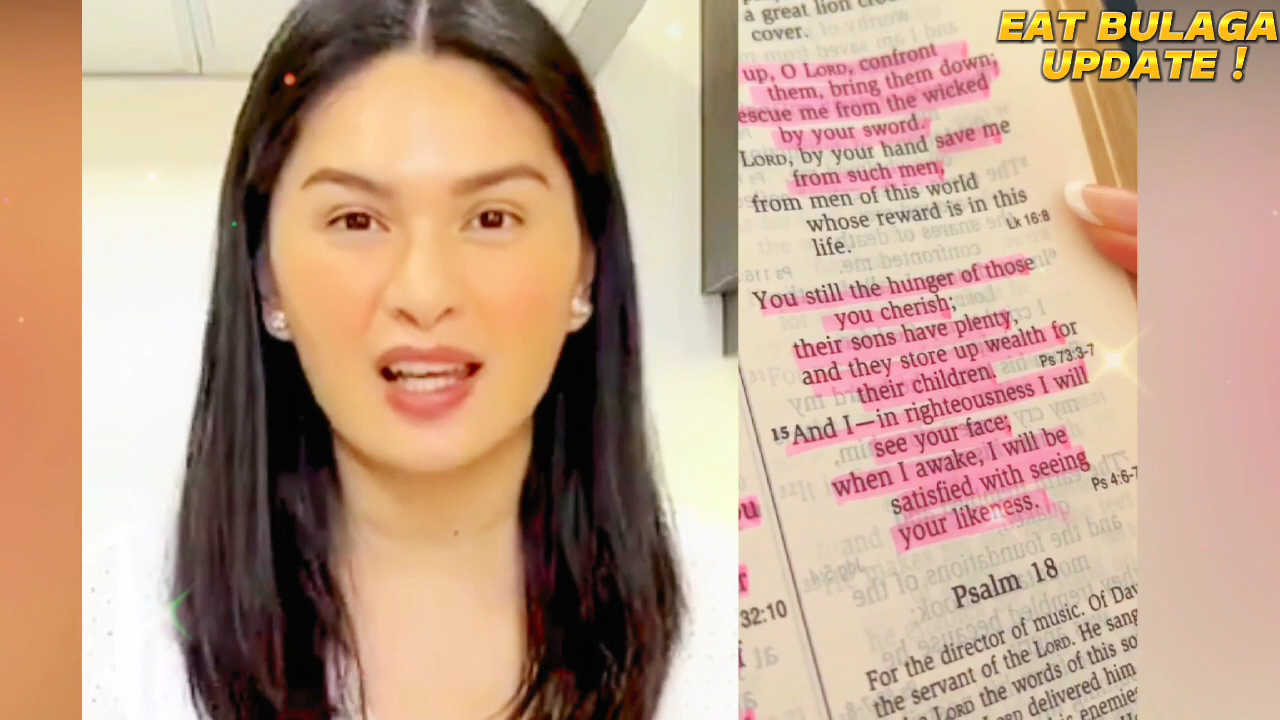 EAT BULAGA
UPDATE !
a great lion
cover.
up, O LORD, confront
them, bring them down;
escue me from the wicked
by your sword.
LORD, by your hand save me
from such men,
from men of this world
whose reward is in this
life.
Lk 16:8
You still the hunger of those
you cherish;
their sons have plenty,
and they store up wealth for
their children.
Ps 73:3-7
15 And I—in righteousness I will
see your face;
when I awake, I will be
satisfied with seeing
your likeness.
Ps 4:6-7
32:10
Psalm 18
For the director of music. Of Dav
the servant of the LORD. He sang
LORD the words of this so
LORD delivered him
enemies